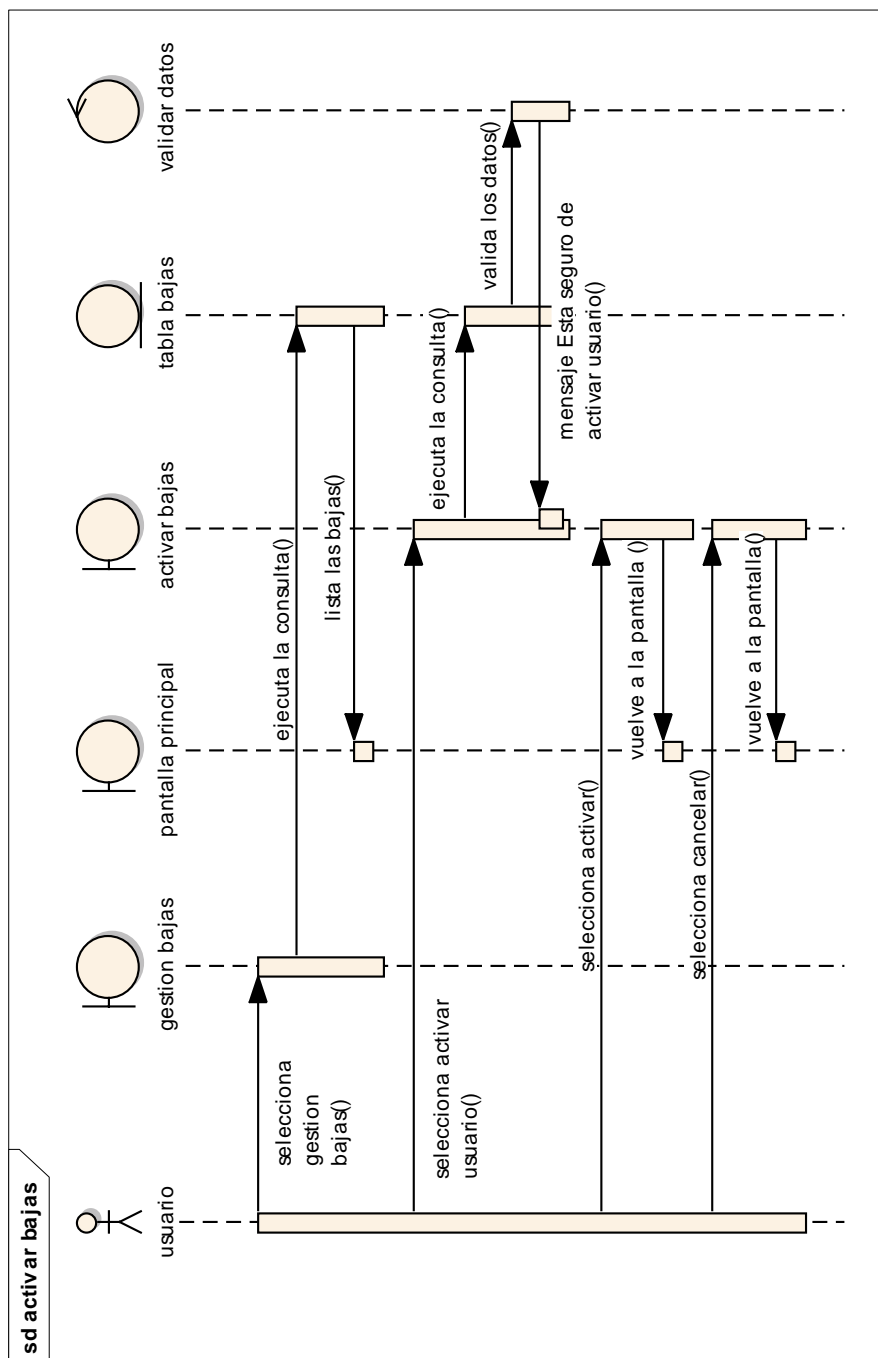 sd activar bajas
usuario
gestion bajas
pantalla principal
activar bajas
tabla bajas
validar datos
selecciona
gestion
bajas()
ejecuta la consulta()
lista las bajas()
selecciona activar
usuario()
ejecuta la consulta()
valida los datos()
mensaje Esta seguro de
activar usuario()
selecciona activar()
vuelve a la pantalla ()
selecciona cancelar()
vuelve a la pantalla()